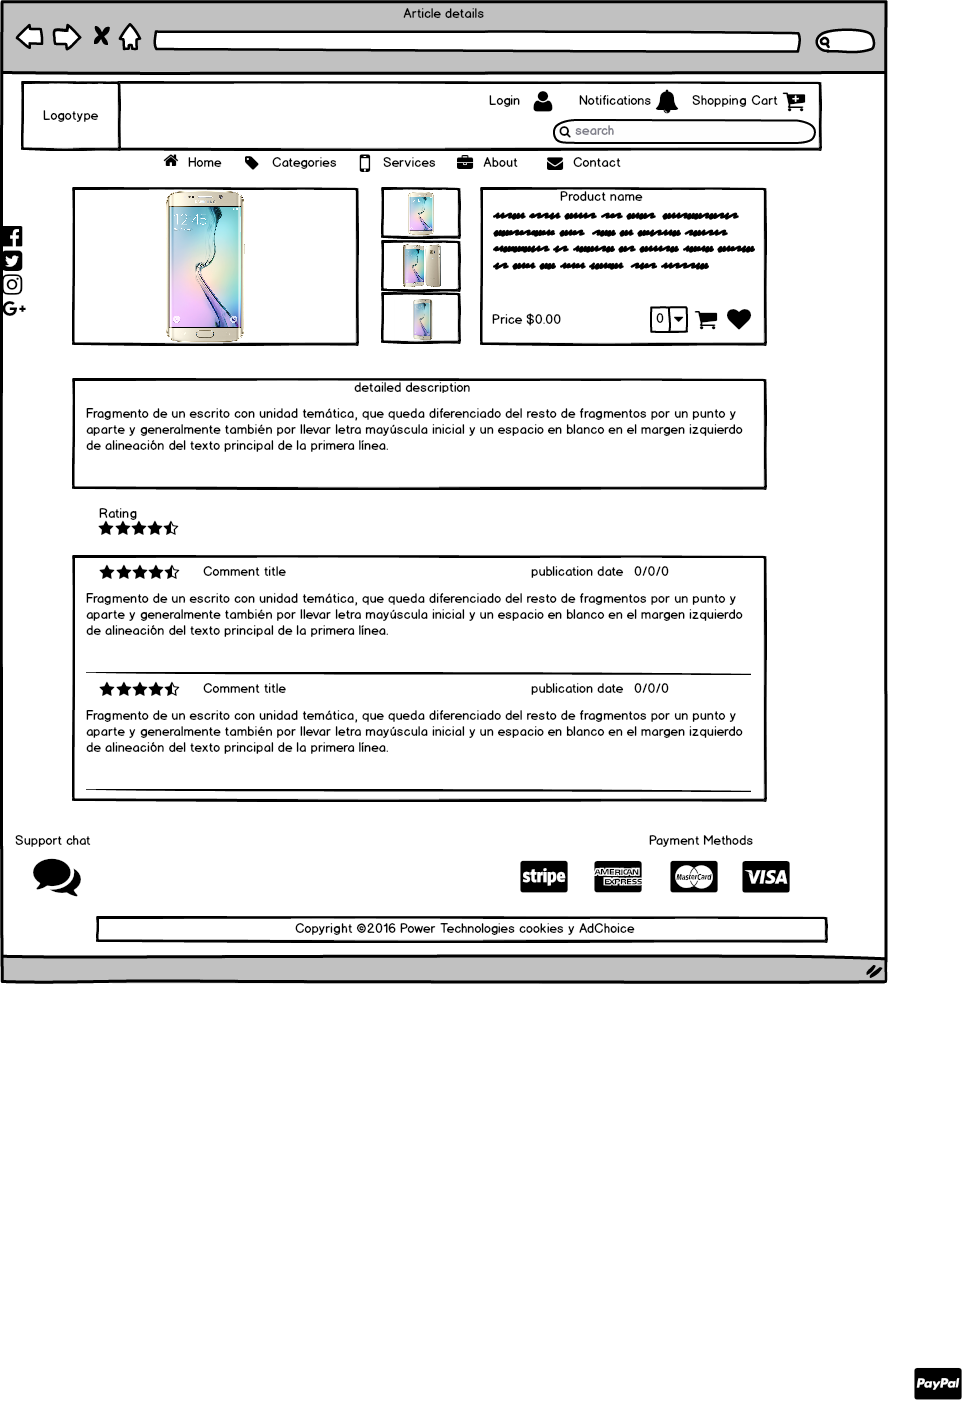 Article details
Logotype
Login Notifications Shopping Cart
search
Home Categories Services About Contact
12:45
Product name
Price $0.00 0
detailed description
Fragmento de un escrito con unidad temática, que queda diferenciado del resto de fragmentos por un punto y
aparte y generalmente también por llevar letra mayúscula inicial y un espacio en blanco en el margen izquierdo
de alineación del texto principal de la primera línea.
Rating
Comment title publication date 0/0/0
Fragmento de un escrito con unidad temática, que queda diferenciado del resto de fragmentos por un punto y
aparte y generalmente también por llevar letra mayúscula inicial y un espacio en blanco en el margen izquierdo
de alineación del texto principal de la primera línea.
Comment title publication date 0/0/0
Fragmento de un escrito con unidad temática, que queda diferenciado del resto de fragmentos por un punto y
aparte y generalmente también por llevar letra mayúscula inicial y un espacio en blanco en el margen izquierdo
de alineación del texto principal de la primera línea.
Support chat Payment Methods
stripe AMERICAN EXPRESS MasterCard VISA
Copyright ©2016 Power Technologies cookies y AdChoice
PayPal